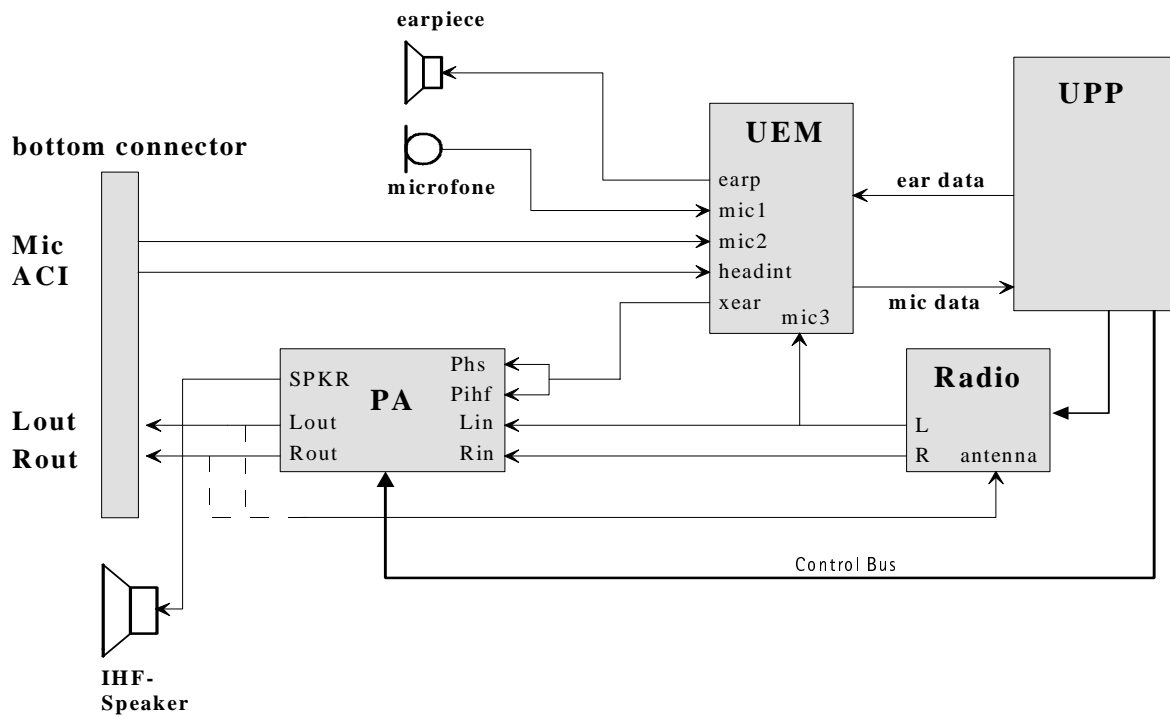 earpiece
UPP
UEM
bottom connector
microfone
earp
ear data
mic1
Mic
mic2
ACI
headint
xear
mic data
mic3
SPKR
PA
Phs
Pihf
Radio
Lout
Lout
Lin
L
Rout
Rout
Rin
R
antenna
Control Bus
IHF-
Speaker